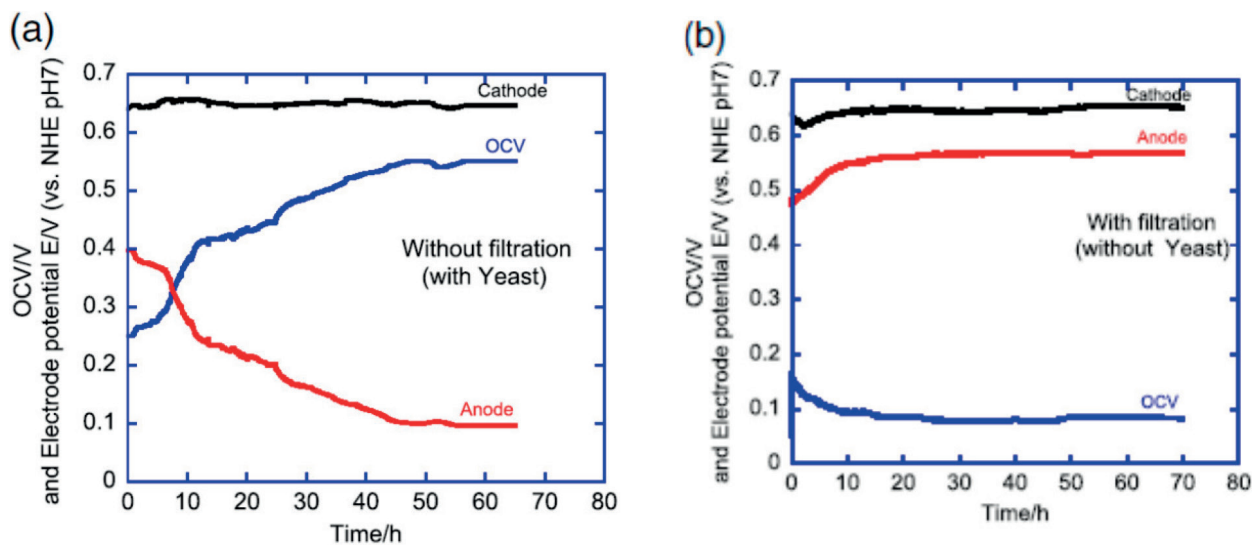 (a)
OCV/V
and Electrode potential E/V (vs. NHE pH7)
0.7
0.6
0.5
0.4
0.3
0.2
0.1
0
Cathode
OCV
Without filtration
(with Yeast)
Anode
0 10 20 30 40 50 60 70 80
Time/h
(b)
OCV/V
and Electrode potential E/V (vs. NHE pH7)
0.7
0.6
0.5
0.4
0.3
0.2
0.1
0
Cathode
Anode
With filtration
(without Yeast)
OCV
0 10 20 30 40 50 60 70 80
Time/h